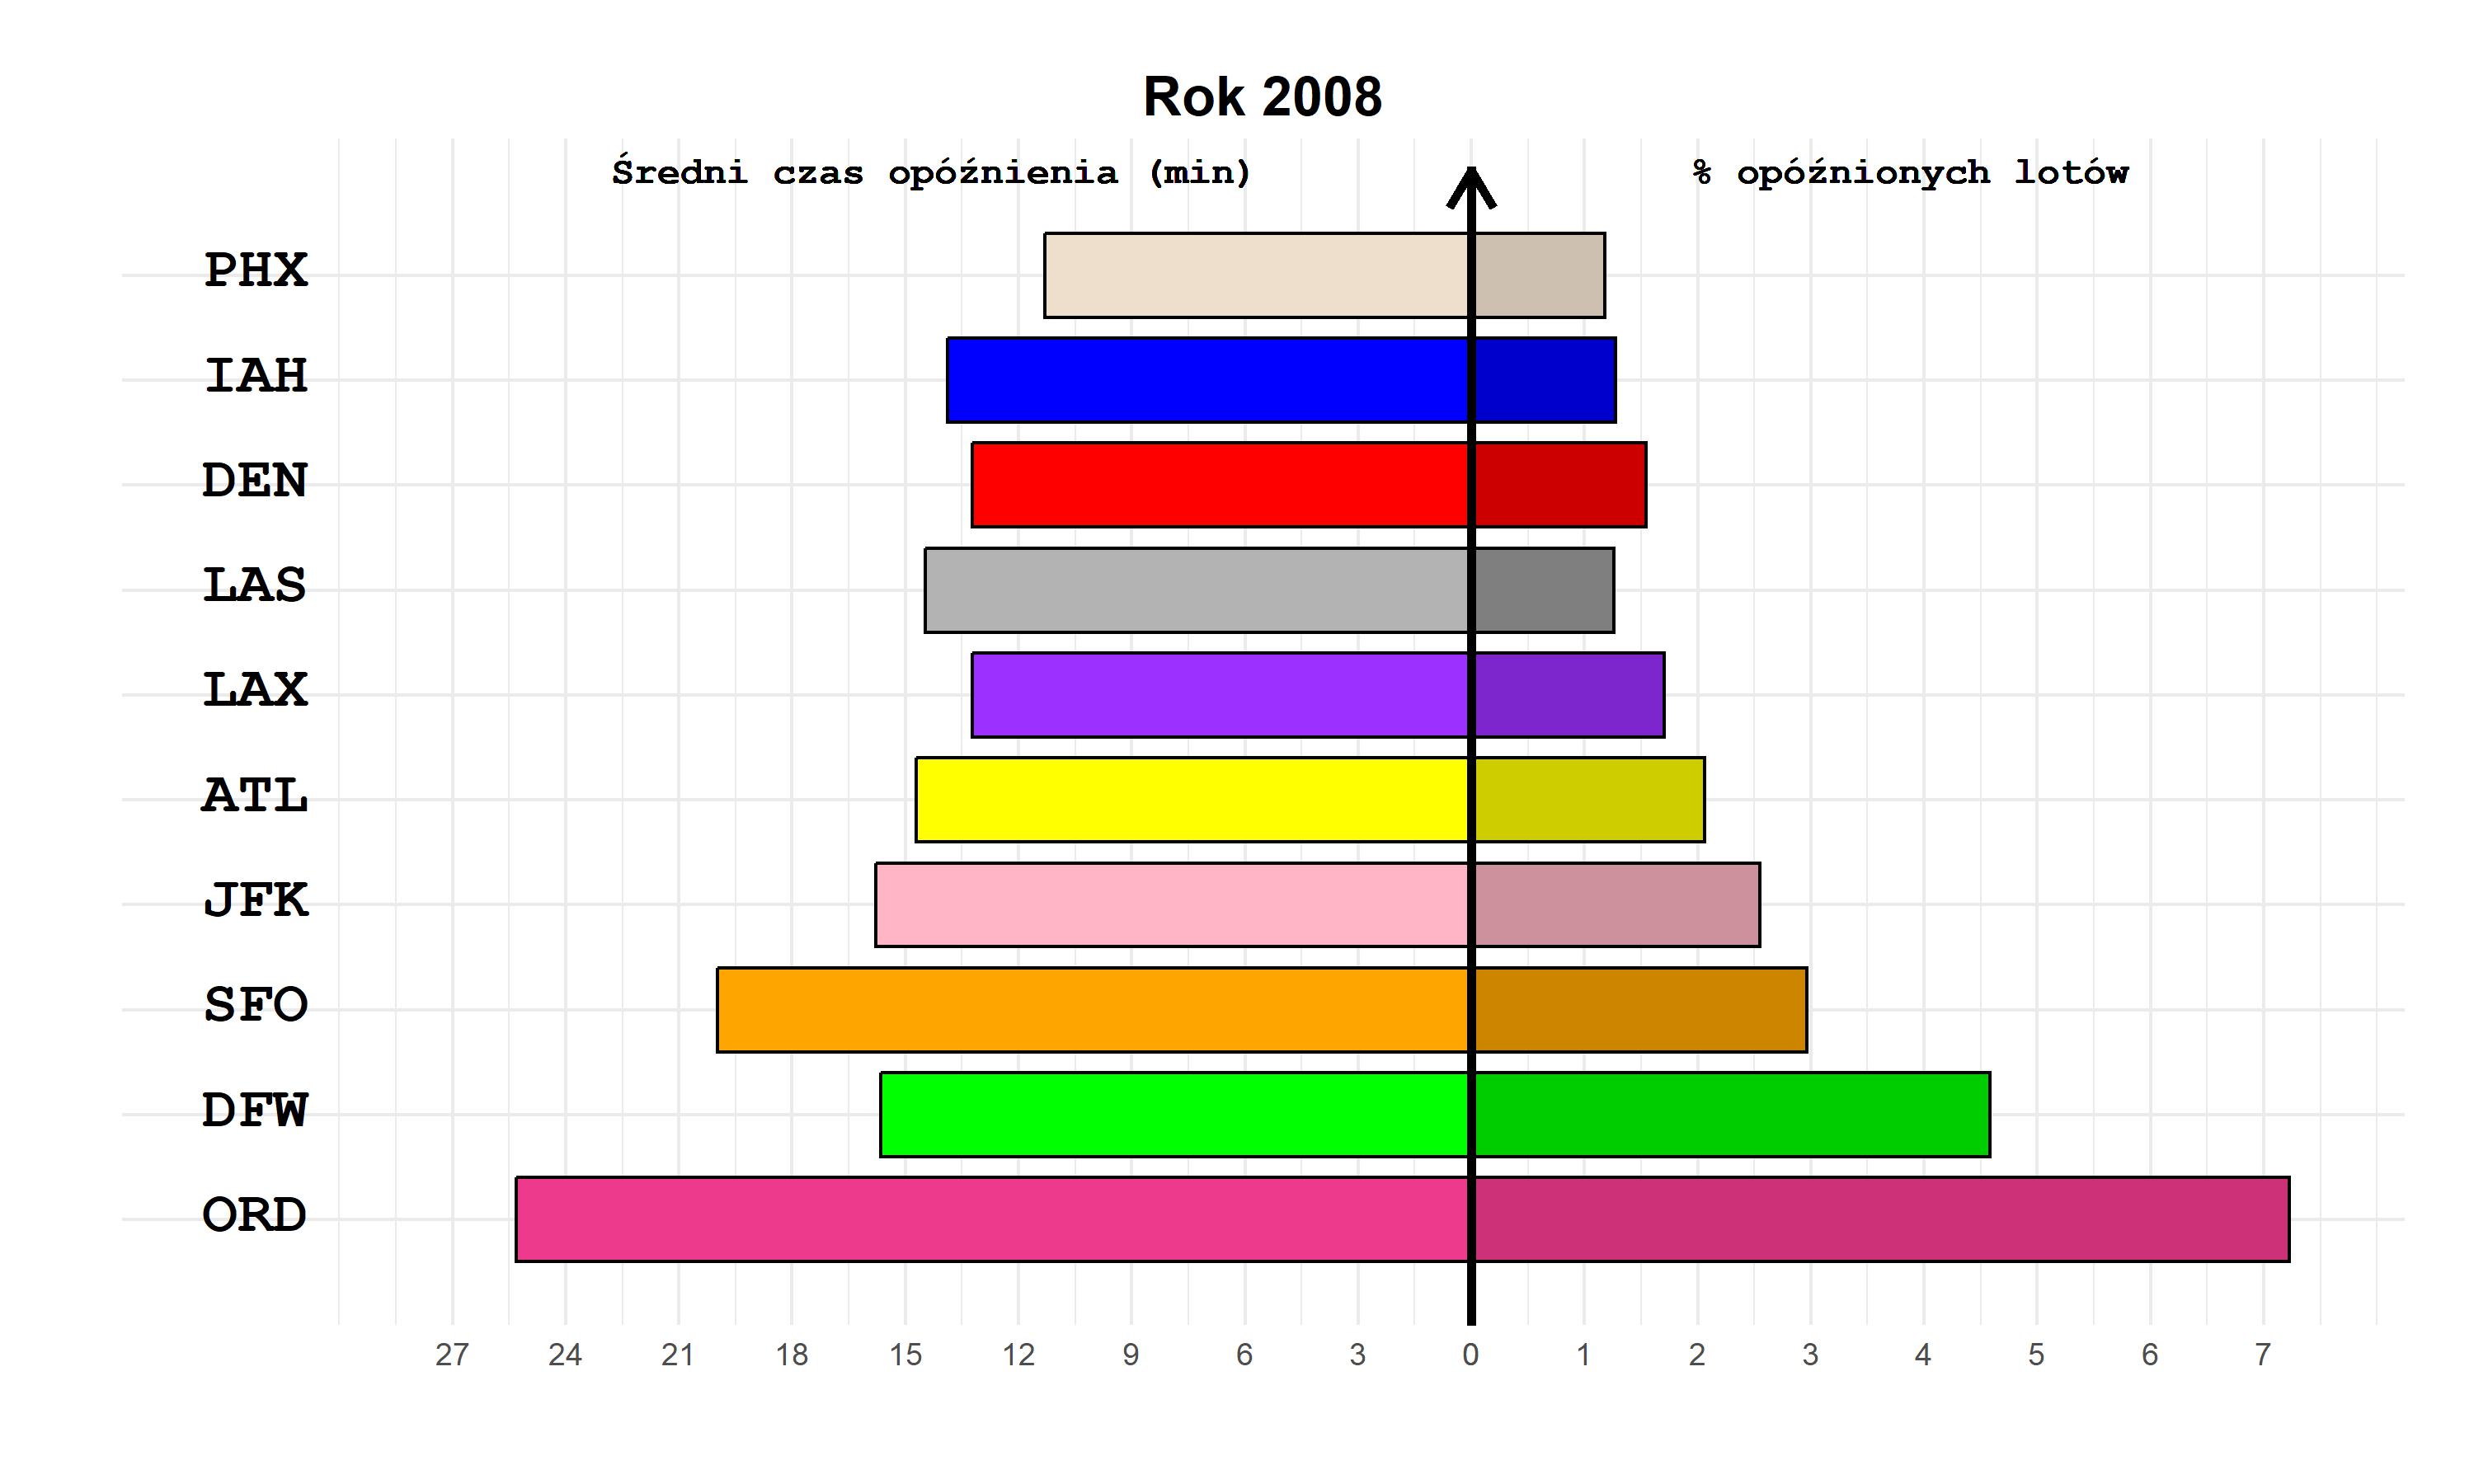 Rok 2008
Średni czas opóźnienia (min) % opóźnionych lotów
PHX
IAH
DEN
LAS
LAX
ATL
JFK
SFO
DFW
ORD
27 24 21 18 15 12 9 6 3 0 1 2 3 4 5 6 7